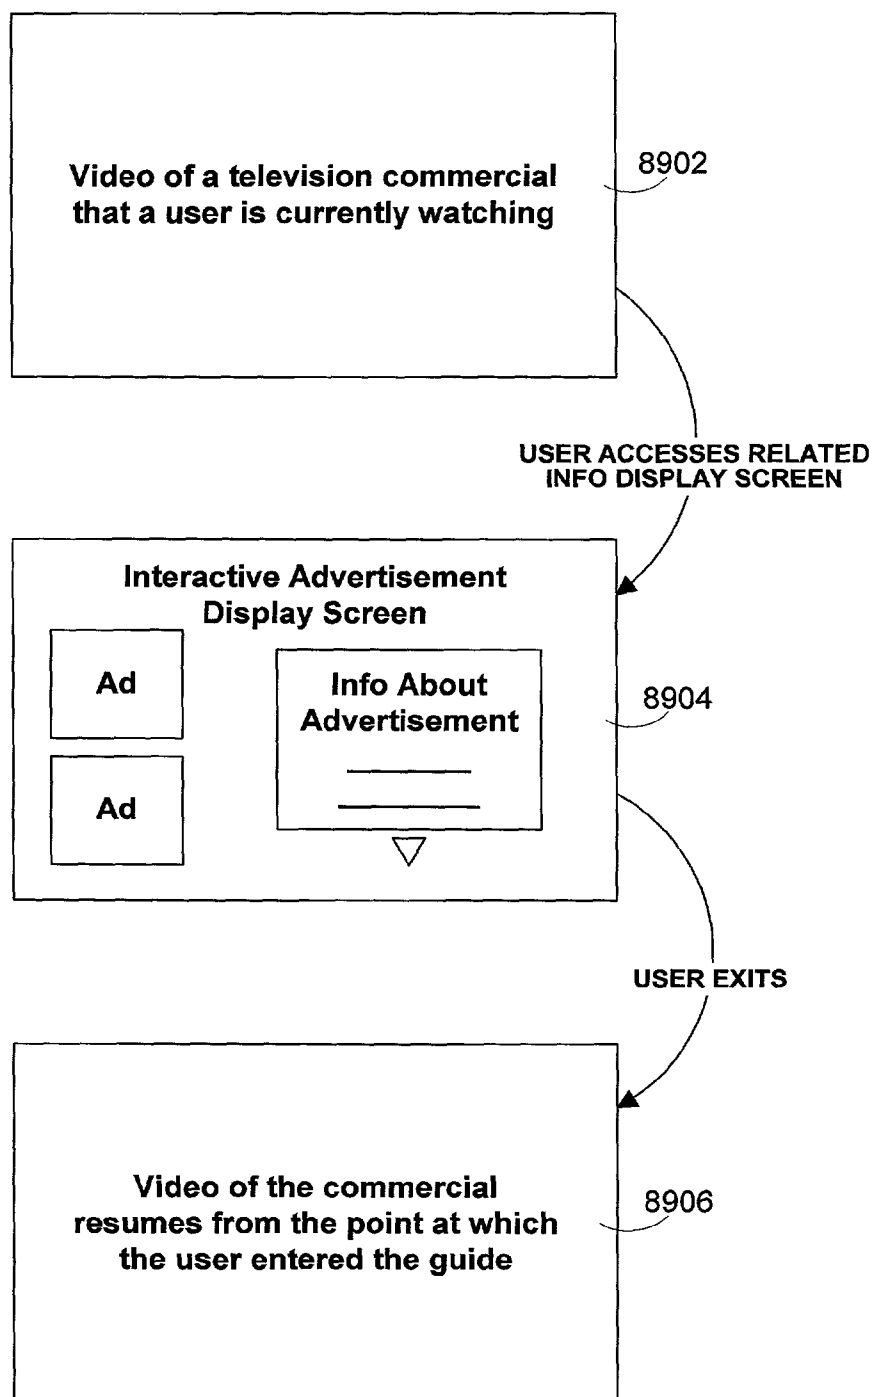 Video of a television commercial
that a user is currently watching
8902
USER ACCESSES RELATED
INFO DISPLAY SCREEN
Interactive Advertisement
Display Screen
Ad
Info About
Advertisement
8904
Ad
USER EXITS
Video of the commercial
resumes from the point at which
the user entered the guide
8906